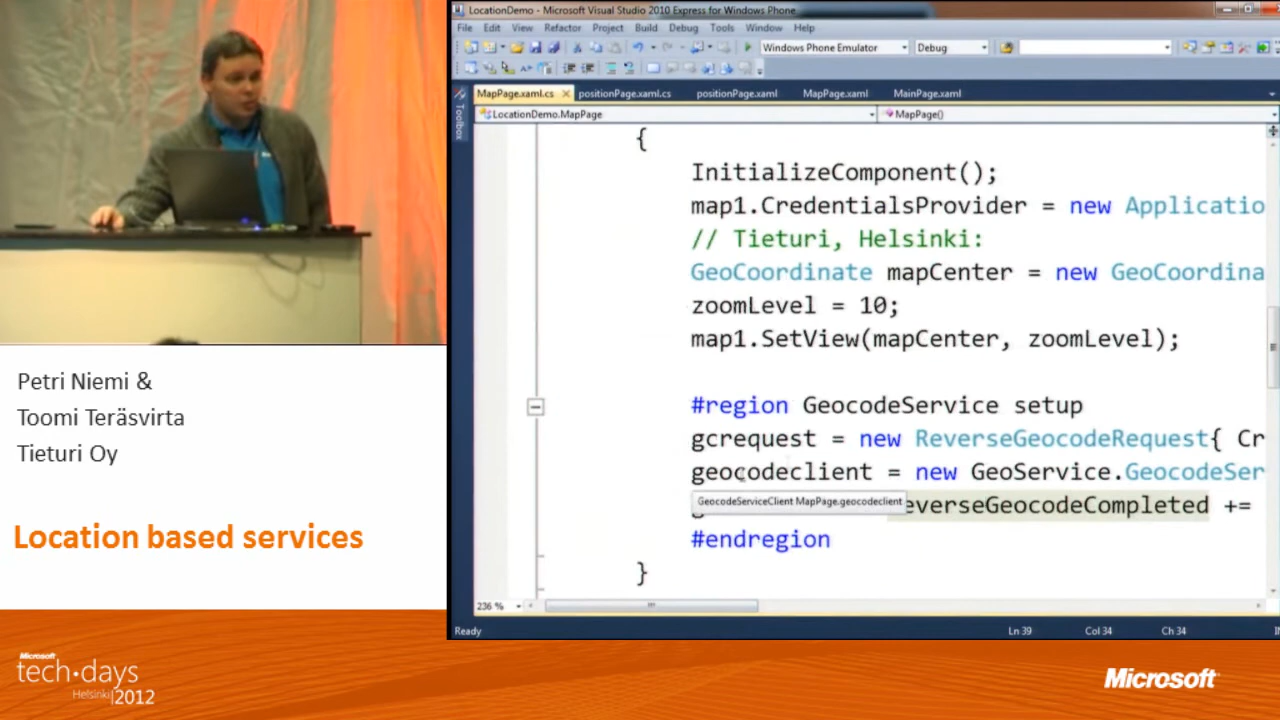 LocationDemo - Microsoft Visual Studio 2010 Express for Windows Phone
File Edit View Refactor Project Build Debug Data Tools Window Help
Windows Phone Emulator Debug
MapPage.xaml.cs positionPage.xaml.cs positionPage.xaml MapPage.xaml MainPage.xaml
Toolbox
LocationDemo.MapPage MapPage()
{
InitializeComponent();
map1.CredentialsProvider = new Applicatio
// Tieturi, Helsinki:
GeoCoordinate mapCenter = new GeoCoordina
zoomLevel = 10;
map1.SetView(mapCenter, zoomLevel);
#region GeocodeService setup
gcrequest = new ReverseGeocodeRequest{ Cr
geocodeclient = new GeoService.GeocodeSer
GeocodeServiceClient MapPage.geocodeclient
everseGeocodeCompleted +=
#endregion
}
236 %
Ready Ln 39 Col 34 Ch 34
Petri Niemi &
Toomi Teräsvirta
Tieturi Oy
Location based services
Microsoft
tech•days
Helsinki 2012
Microsoft